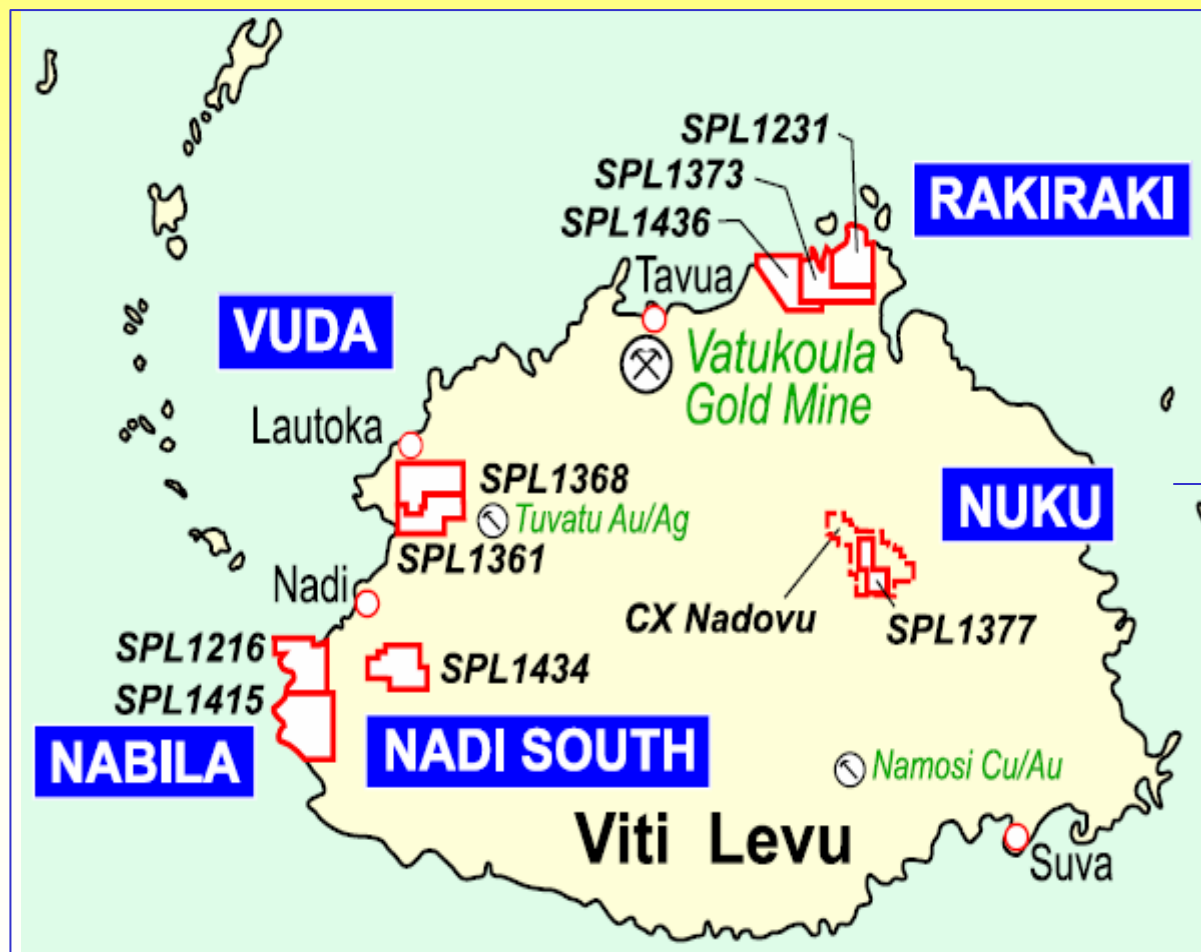 SPL1231
SPL1373
RAKIRAKI
SPL1436
Tavua
VUDA
Vatukoula
Gold Mine
Lautoka
SPL1368
NUKU
Tuvatu Au/Ag
SPL1361
Nadi
CX Nadovu
SPL1377
SPL1216
SPL1434
SPL1415
NABILA
NADI SOUTH
Namosi Cu/Au
Viti Levu
Suva